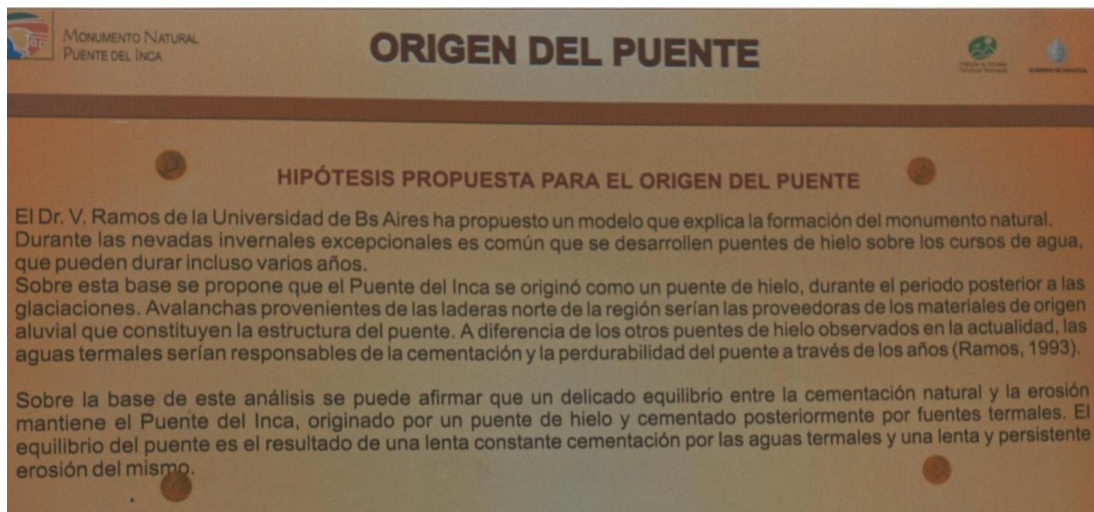 MONUMENTO NATURAL
PUENTE DEL INCA
ORIGEN DEL PUENTE
HIPÓTESIS PROPUESTA PARA EL ORIGEN DEL PUENTE
El Dr. V. Ramos de la Universidad de Bs Aires ha propuesto un modelo que explica la formación del monumento natural.
Durante las nevadas invernales excepcionales es común que se desarrollen puentes de hielo sobre los cursos de agua,
que pueden durar incluso varios años.
Sobre esta base se propone que el Puente del Inca se originó como un puente de hielo, durante el periodo posterior a las
glaciaciones. Avalanchas provenientes de las laderas norte de la región serían las proveedoras de los materiales de origen
aluvial que constituyen la estructura del puente. A diferencia de los otros puentes de hielo observados en la actualidad, las
aguas termales serían responsables de la cementación y la perdurabilidad del puente a través de los años (Ramos, 1993).
Sobre la base de este análisis se puede afirmar que un delicado equilibrio entre la cementación natural y la erosión
mantiene el Puente del Inca, originado por un puente de hielo y cementado posteriormente por fuentes termales. El
equilibrio del puente es el resultado de una lenta constante cementación por las aguas termales y una lenta y persistente
erosión del mismo.